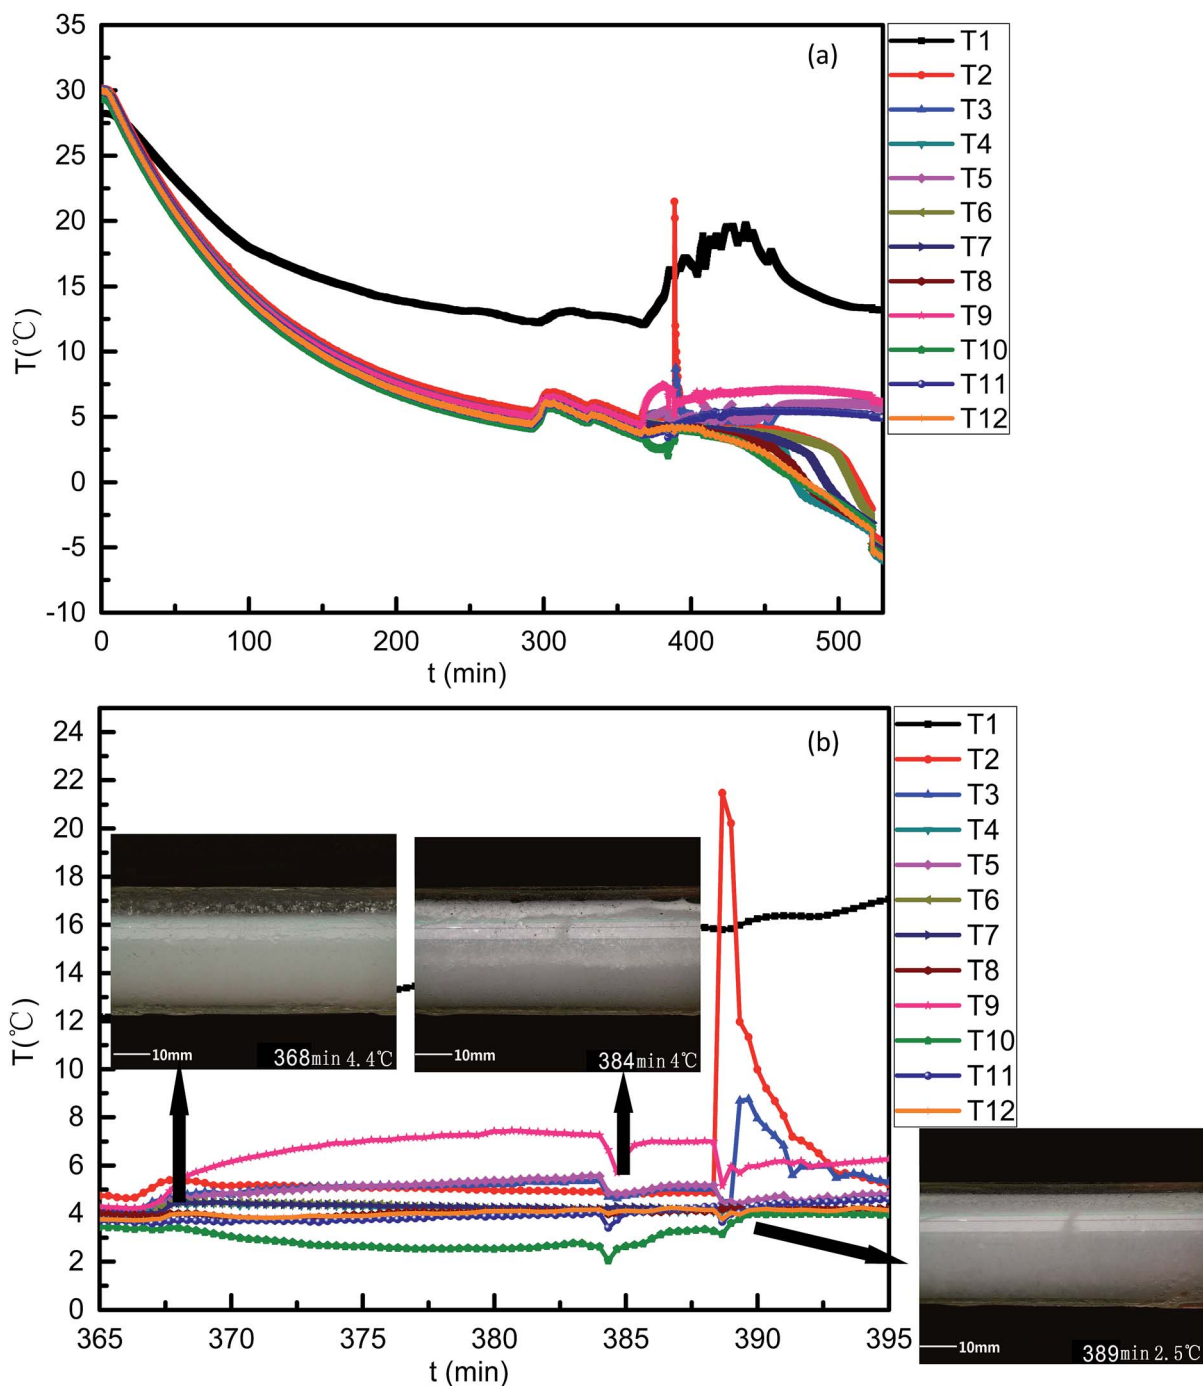 (a)
T(℃)
35
30
25
20
15
10
5
0
-5
-10
0 100 200 300 400 500
t (min)
T1
T2
T3
T4
T5
T6
T7
T8
T9
T10
T11
T12
(b)
T(℃)
24
22
20
18
16
14
12
10
8
6
4
2
0
365 370 375 380 385 390 395
t (min)
10mm
368min 4.4℃
10mm
384min 4℃
T1
T2
T3
T4
T5
T6
T7
T8
T9
T10
T11
T12
10mm
389min 2.5℃